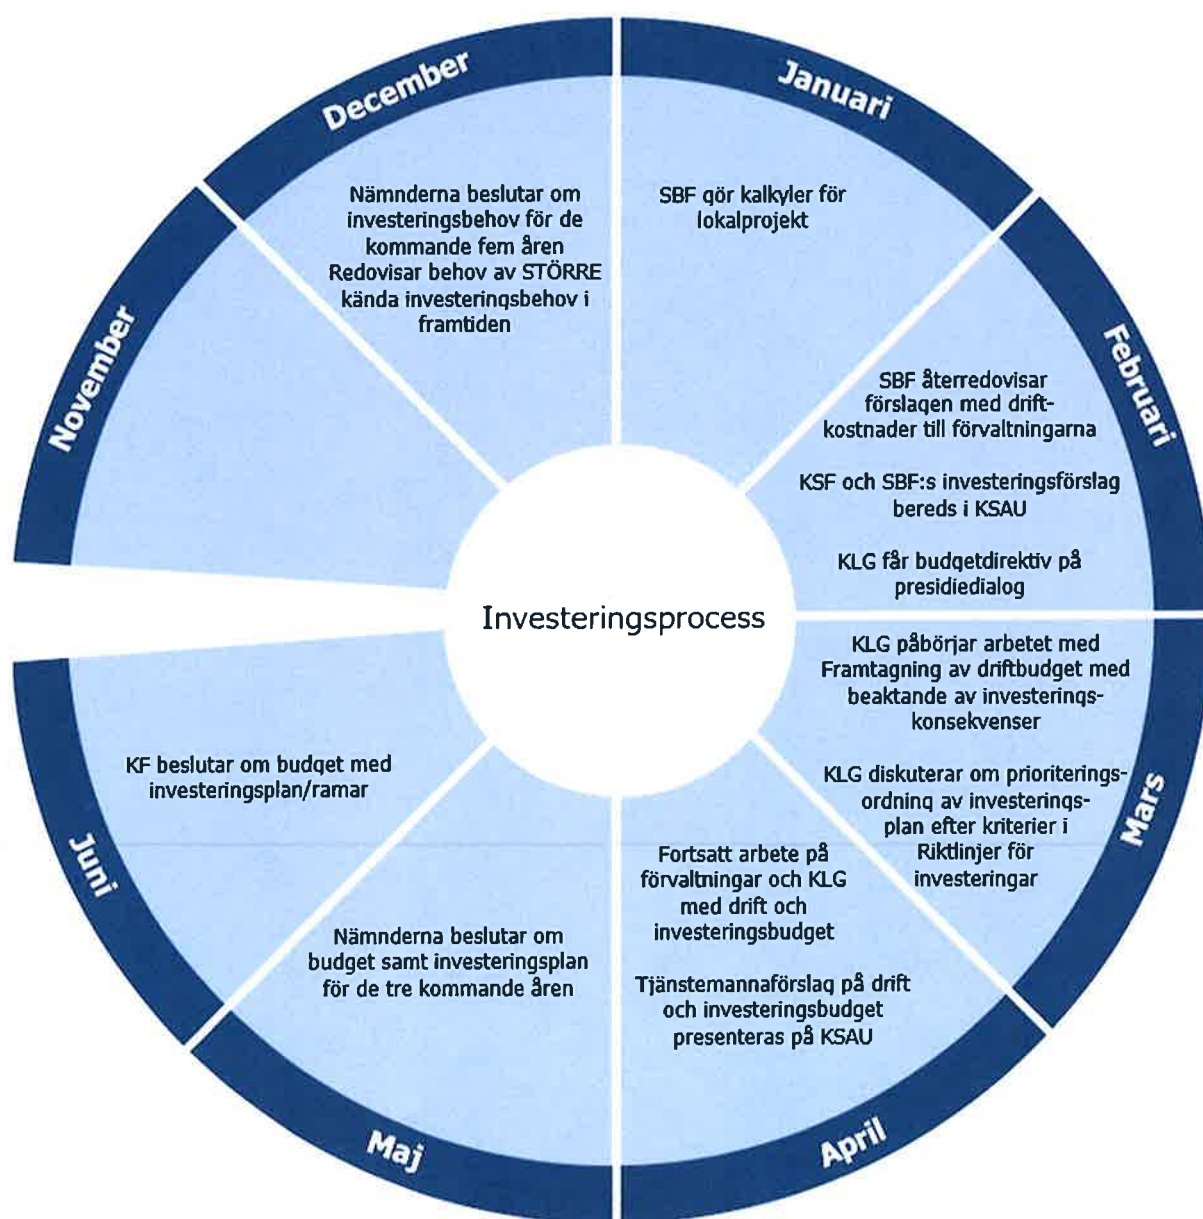 December
Nämnderna beslutar om
investeringsbehov för de
kommande fem åren
Redovisar behov av STÖRRE
kända investeringsbehov i
framtiden
Januari
SBF gör kalkyler för
lokalprojekt
Februari
SBF återredovisar
förslagen med drift-
kostnader till förvaltningarna
KSF och SBF:s investeringsförslag
bereds i KSAU
KLG får budgetdirektiv på
presidiedialog
Mars
KLG påbörjar arbetet med
Framtagning av driftbudget med
beaktande av investerings-
konsekvenser
KLG diskuterar om prioriterings-
ordning av investerings-
plan efter kriterier i
Riktlinjer för
investeringar
April
Fortsatt arbete på
förvaltningar och KLG
med drift och
investeringsbudget
Tjänstemannaförslag på drift
och investeringsbudget
presenteras på KSAU
Maj
Nämnderna beslutar om
budget samt investeringsplan
för de tre kommande åren
Juni
KF beslutar om budget med
investeringsplan/ramar
November
Investeringsprocess